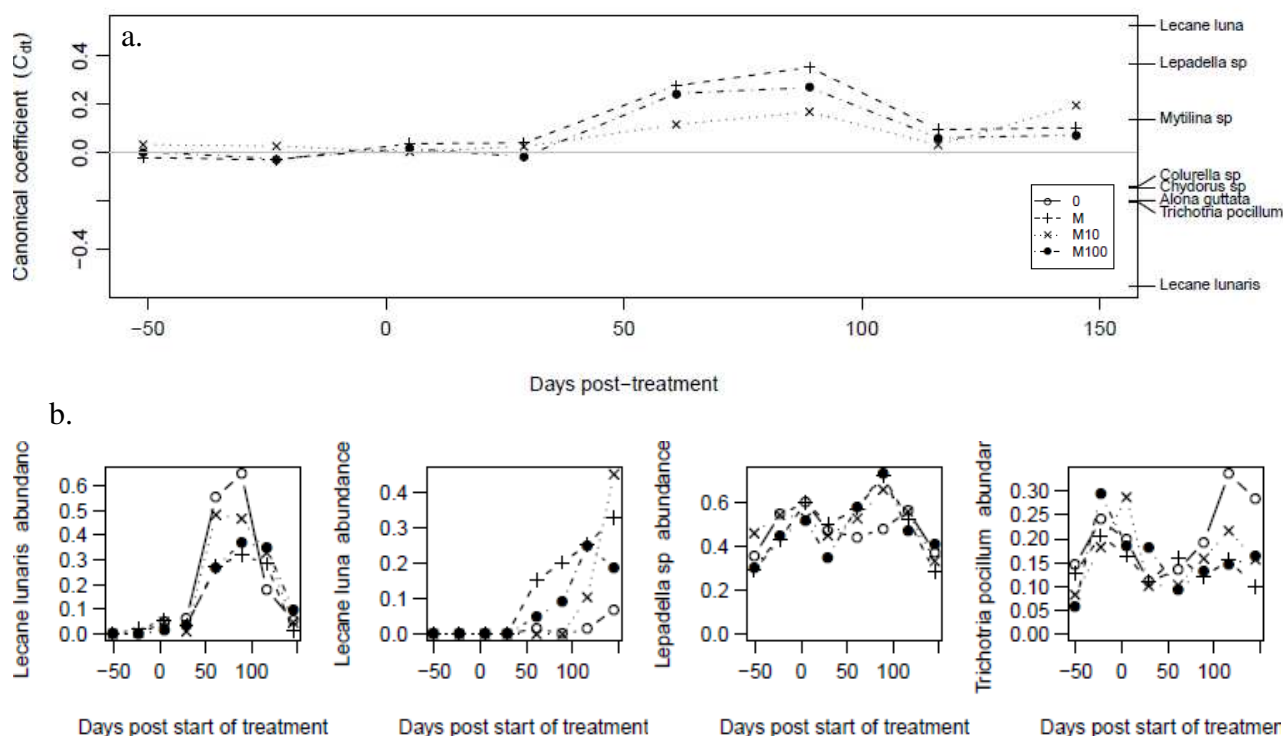 a.
Canonical coefficient (Cdt)
0.4
0.2
0.0
−0.4
−50
0
50
100
150
Days post−treatment
Lecane luna
Lepadella sp
Mytilina sp
Colurella sp
Chydorus sp
Alona guttata
Trichotria pocillum
Lecane lunaris
0
M
M10
M100
b.
Lecane lunaris abundanc
0.6
0.5
0.4
0.3
0.2
0.1
0.0
−50
0
50
100
Days post start of treatment
Lecane luna abundance
0.4
0.3
0.2
0.1
0.0
−50
0
50
100
Days post start of treatment
Lepadella sp abundance
0.6
0.4
0.2
0.0
−50
0
50
100
Days post start of treatment
Trichotria pocillum abundar
0.30
0.25
0.20
0.15
0.10
0.05
0.00
−50
0
50
100
Days post start of treatmer